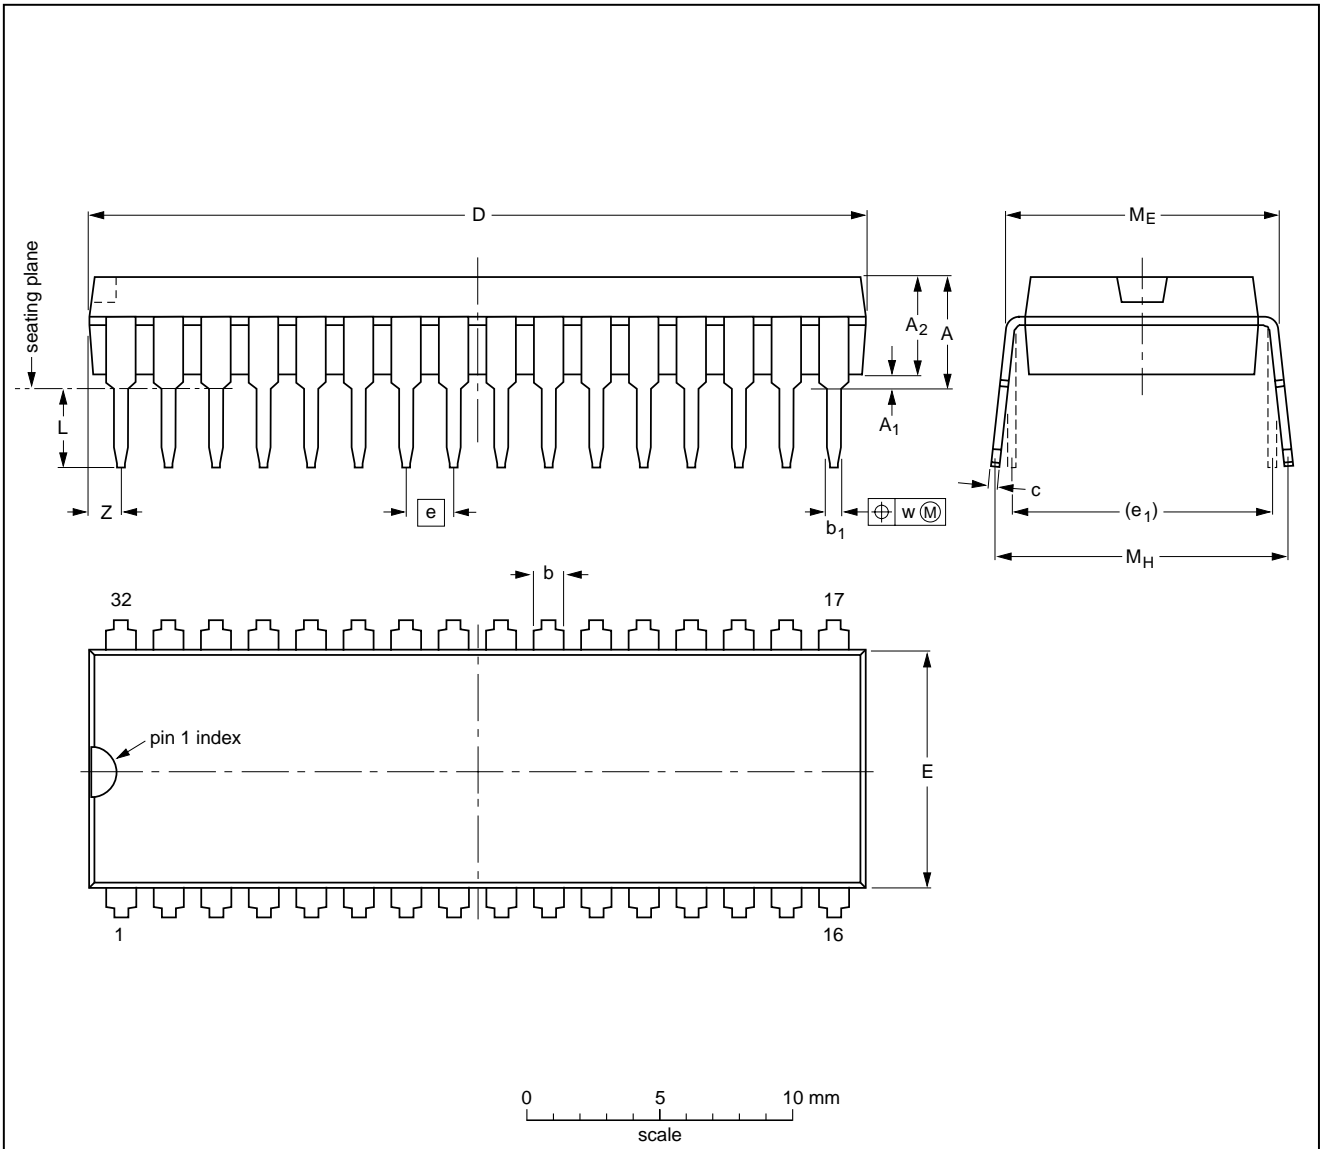 D
M_E
seating plane
A_2
A
L
A_1
Z
e
b_1
w M
c
(e_1)
M_H
b
32
17
pin 1 index
E
1
16
0 5 10 mm
scale